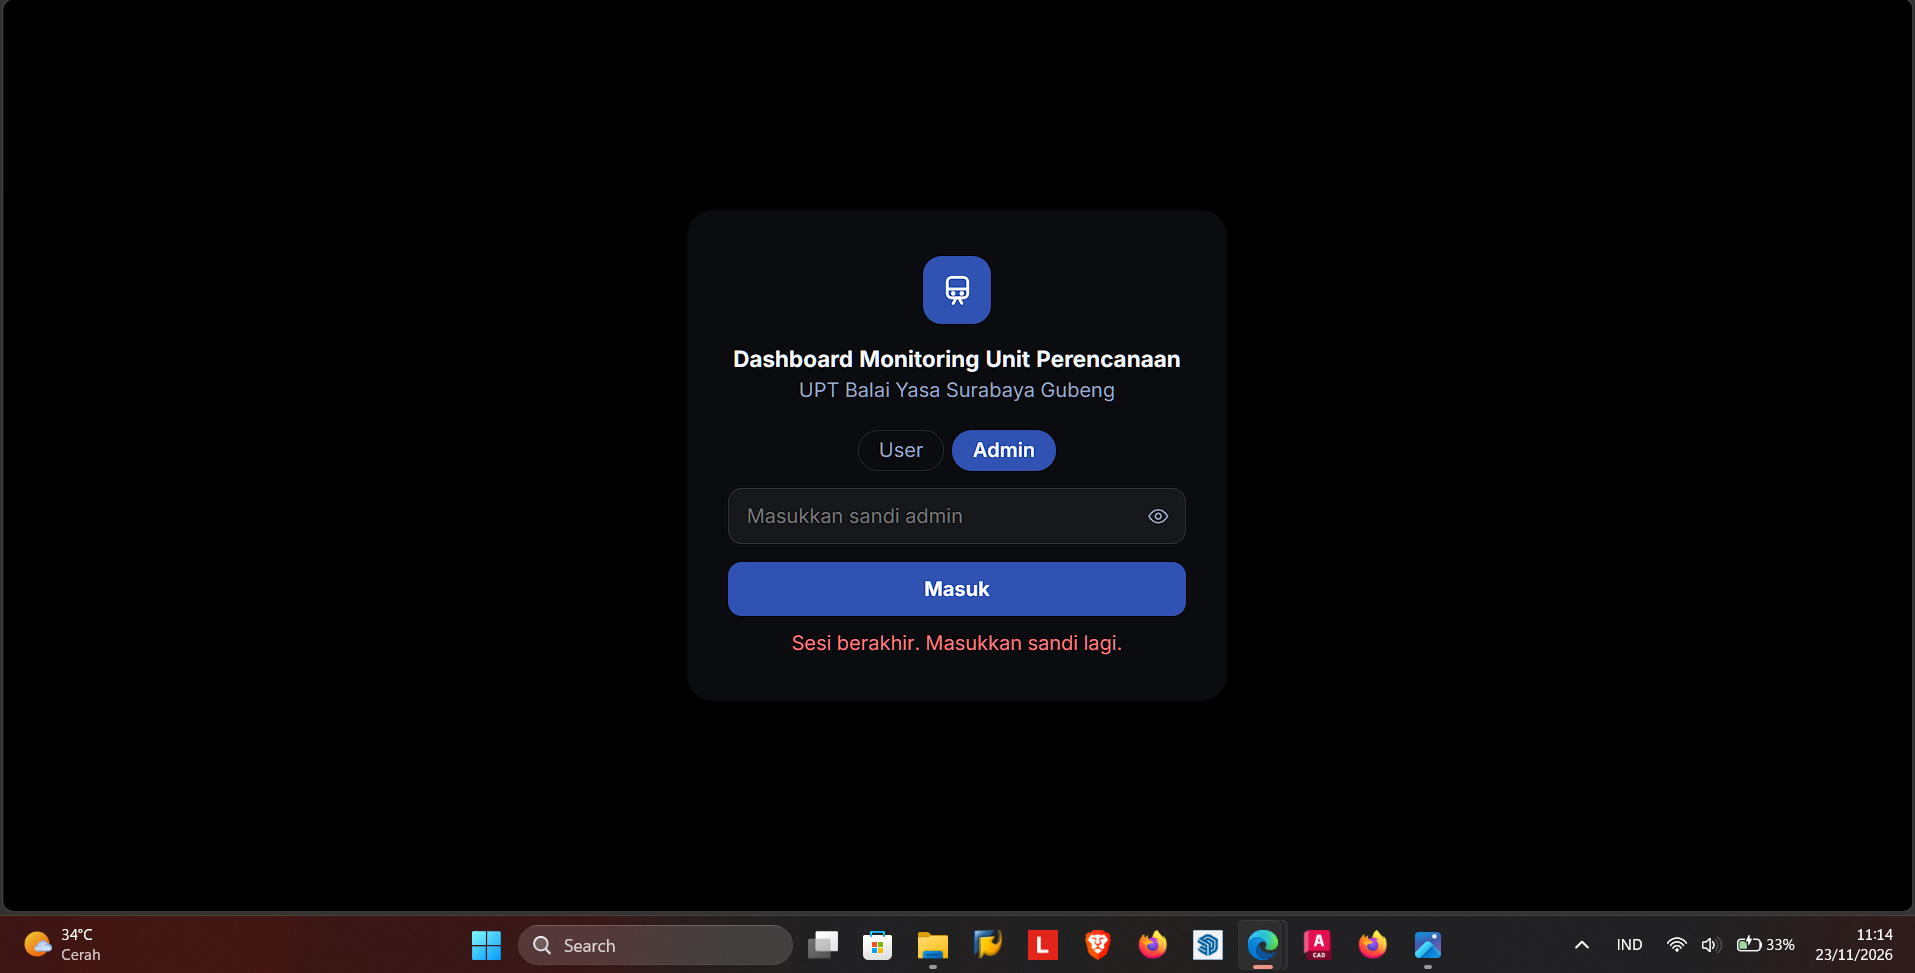 Dashboard Monitoring Unit Perencanaan
UPT Balai Yasa Surabaya Gubeng
User Admin
Masukkan sandi admin
Masuk
Sesi berakhir. Masukkan sandi lagi.
34°C
Cerah
Search
L
A
CAD
IND
33%
11:14
23/11/2026